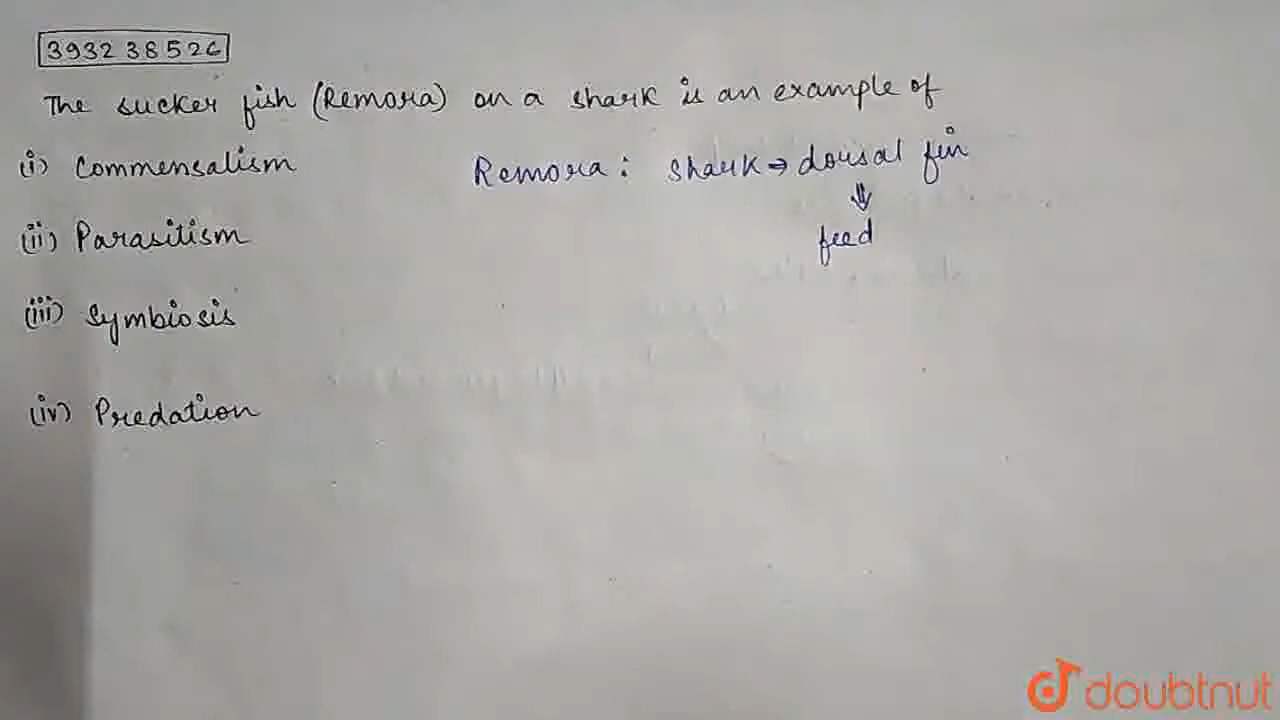 3932 38526
The sucker fish (Remora) on a shark is an example of
(i) Commensalism
Remora : shark ⇒ dorsal fin
⇓
feed
(ii) Parasitism
(iii) Symbiosis
(iv) Predation
doubtnut